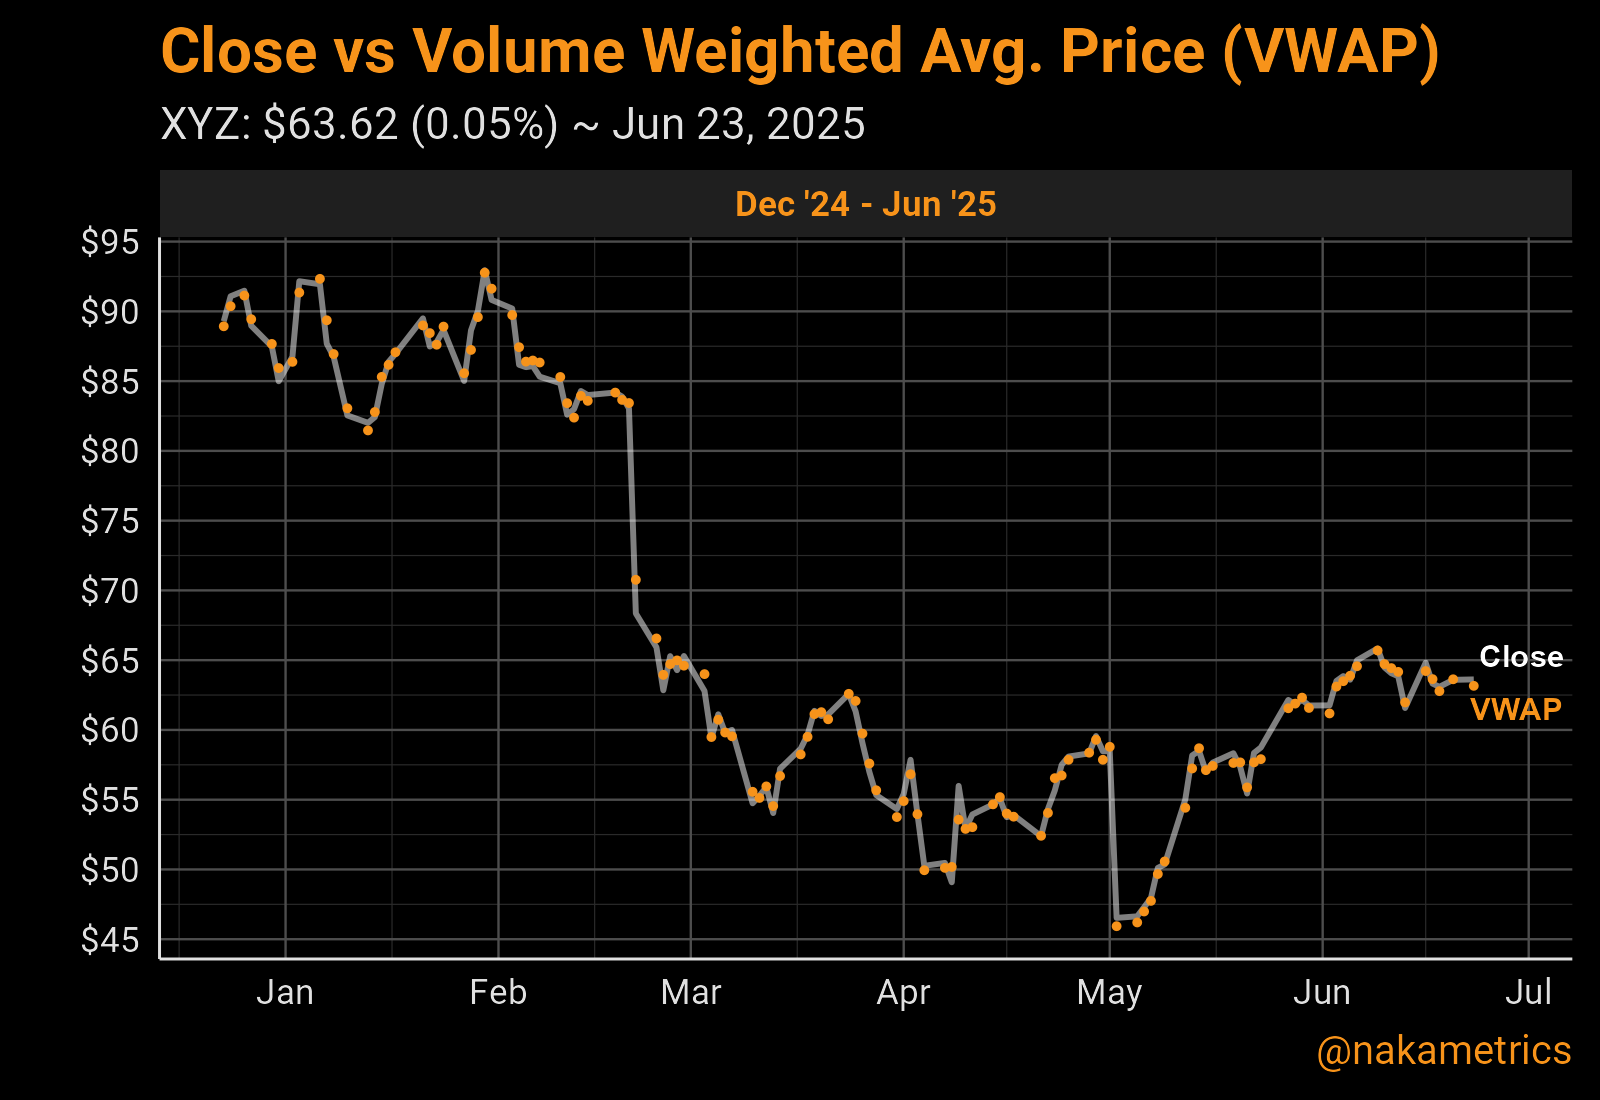 Close vs Volume Weighted Avg. Price (VWAP)
XYZ: $63.62 (0.05%) ~ Jun 23, 2025
Dec '24 - Jun '25
$95
$90
$85
$80
$75
$70
$65
$60
$55
$50
$45
Close
VWAP
Jan Feb Mar Apr May Jun Jul
@nakametrics